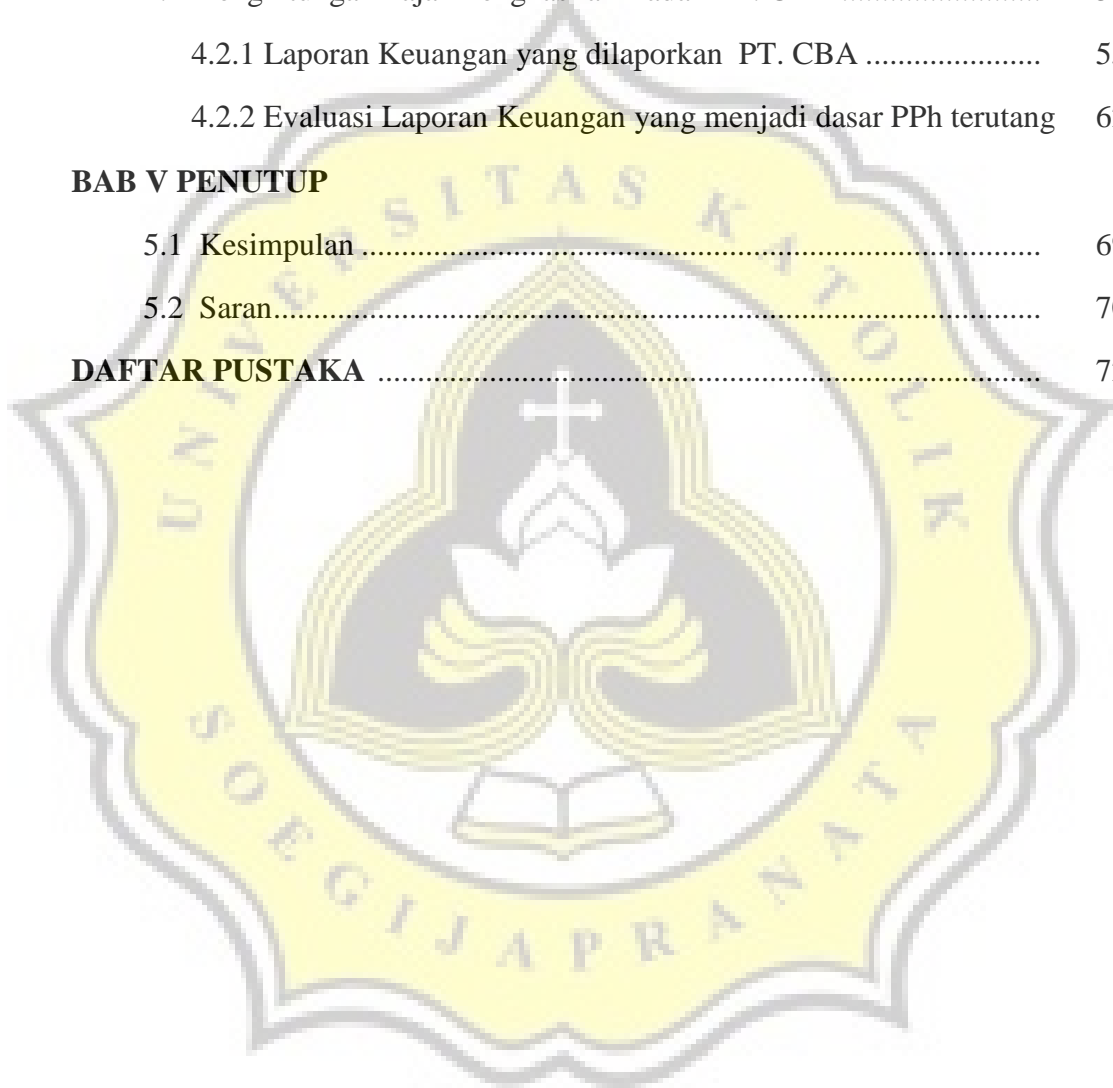 4.2.1 Laporan Keuangan yang dilaporkan PT. CBA ......................
4.2.2 Evaluasi Laporan Keuangan yang menjadi dasar PPh terutang
BAB V PENUTUP
5.1 Kesimpulan ..........................................................................
5.2 Saran....................................................................................
DAFTAR PUSTAKA .........................................................................
UNIVERSITAS KATOLIK
SOEGIJAPRANATA